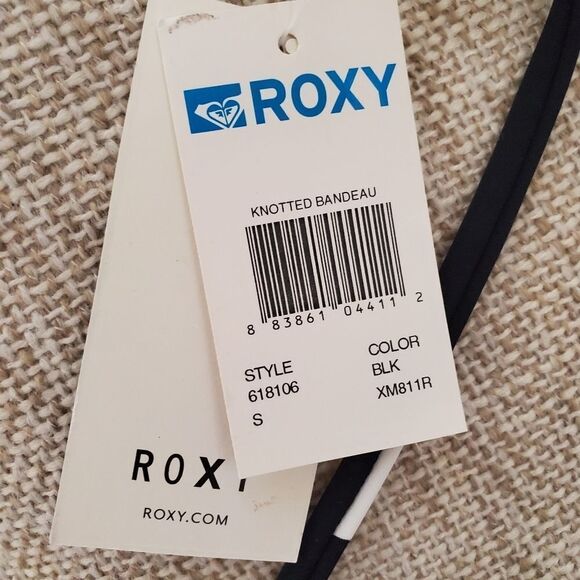 ROXY
KNOTTED BANDEAU
8 83861 04411 2
STYLE COLOR
618106 BLK
S XM811R
ROXY
ROXY.COM